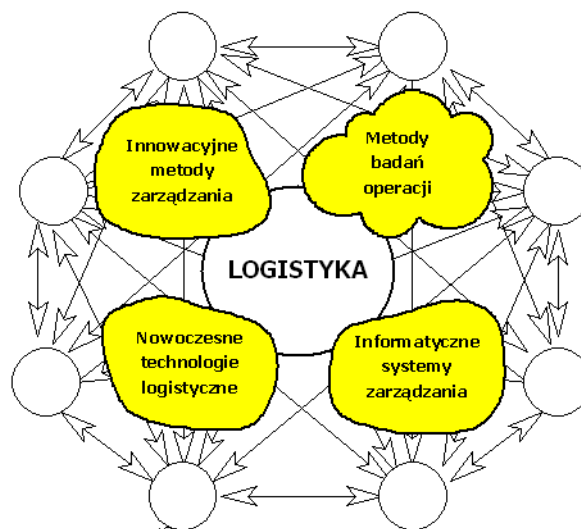 Innowacyjne
metody
zarządzania
Metody
badań
operacji
LOGISTYKA
Nowoczesne
technologie
logistyczne
Informatyczne
systemy
zarządzania